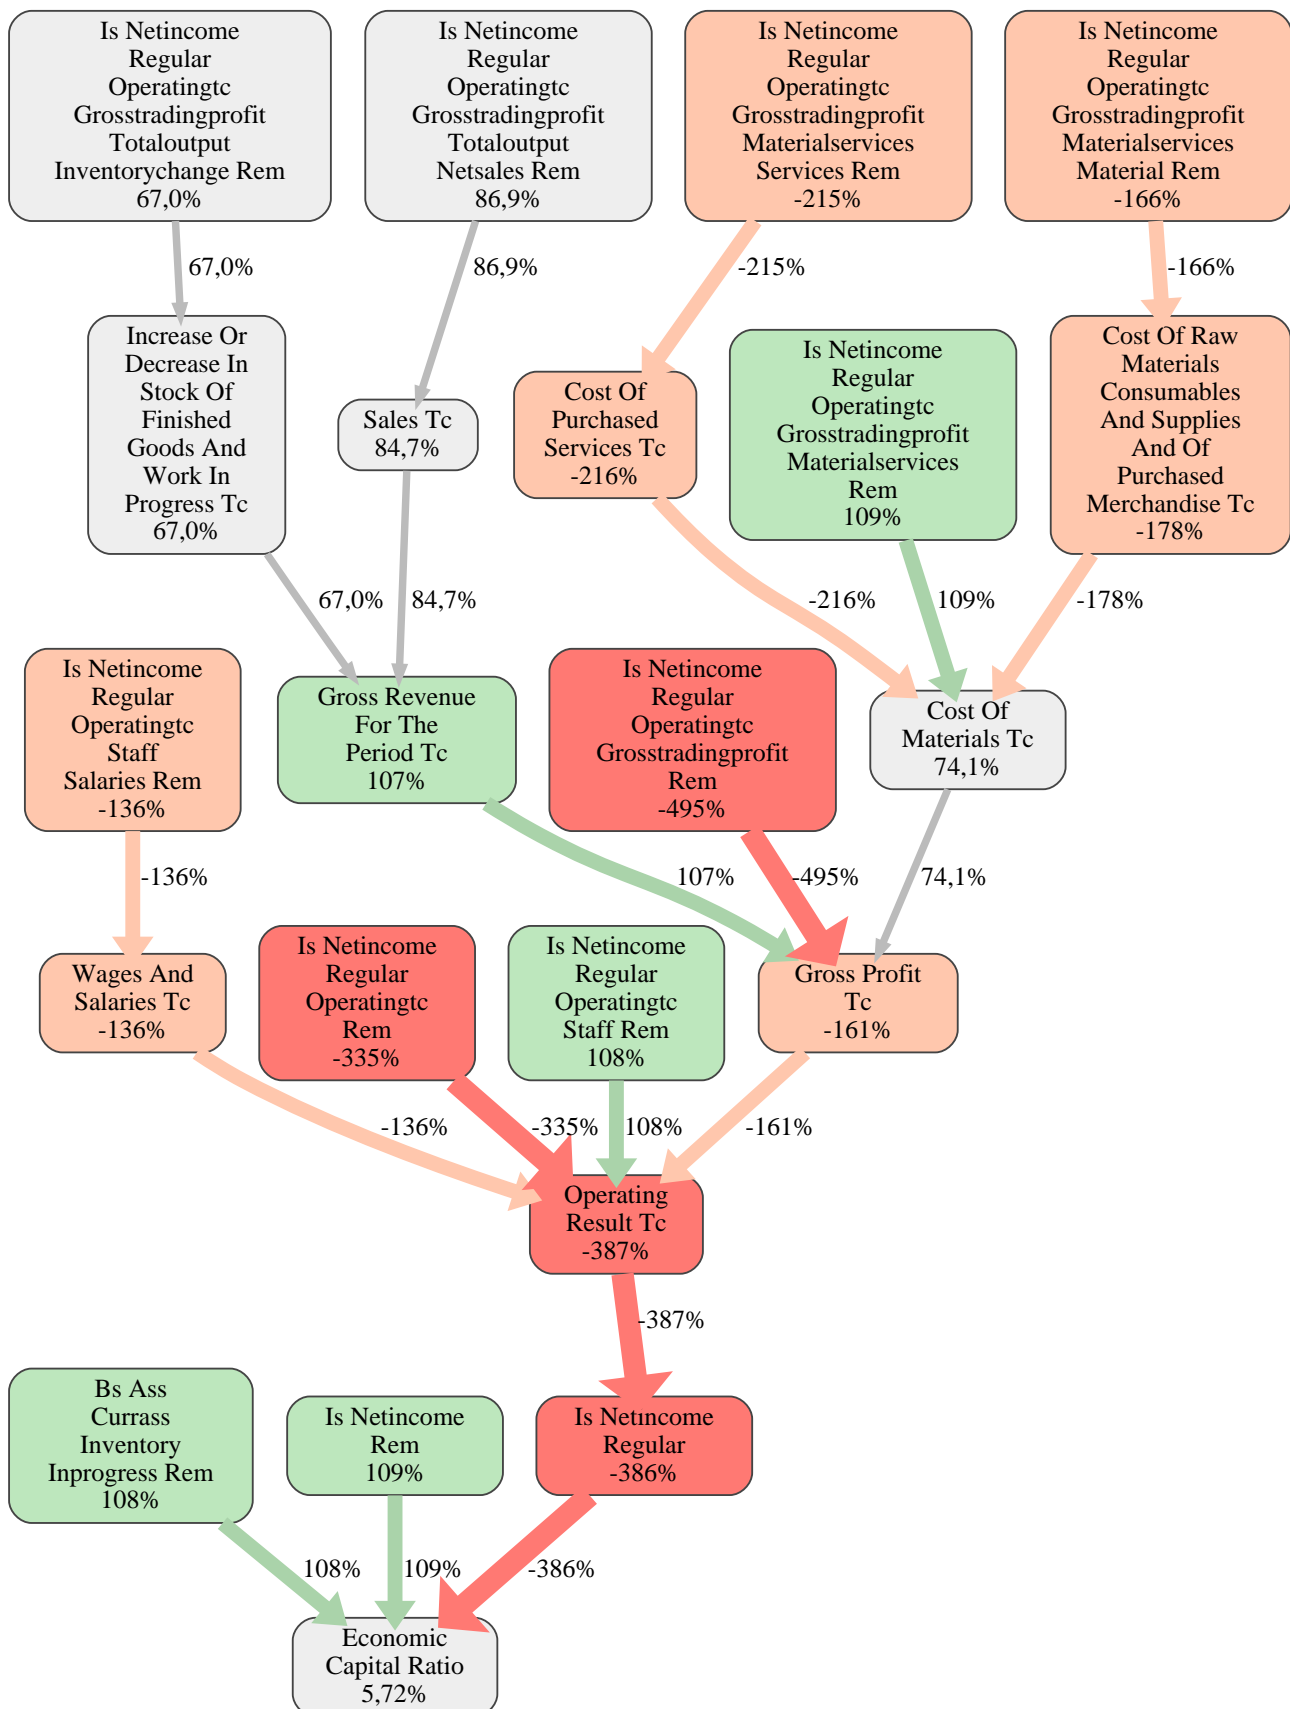 Is Netincome
Regular
Operatingtc
Grosstradingprofit
Totaloutput
Inventorychange Rem
67,0%
Is Netincome
Regular
Operatingtc
Grosstradingprofit
Totaloutput
Netsales Rem
86,9%
Is Netincome
Regular
Operatingtc
Grosstradingprofit
Materialservices
Services Rem
-215%
Is Netincome
Regular
Operatingtc
Grosstradingprofit
Materialservices
Material Rem
-166%
67,0%
86,9%
-215%
-166%
Increase Or
Decrease In
Stock Of
Finished
Goods And
Work In
Progress Tc
67,0%
Sales Tc
84,7%
Cost Of
Purchased
Services Tc
-216%
Is Netincome
Regular
Operatingtc
Grosstradingprofit
Materialservices
Rem
109%
Cost Of Raw
Materials
Consumables
And Supplies
And Of
Purchased
Merchandise Tc
-178%
67,0%
84,7%
-216%
109%
-178%
Is Netincome
Regular
Operatingtc
Staff
Salaries Rem
-136%
Gross Revenue
For The
Period Tc
107%
Is Netincome
Regular
Operatingtc
Grosstradingprofit
Rem
-495%
Cost Of
Materials Tc
74,1%
-136%
107%
-495%
74,1%
Wages And
Salaries Tc
-136%
Is Netincome
Regular
Operatingtc
Rem
-335%
Is Netincome
Regular
Operatingtc
Staff Rem
108%
Gross Profit
Tc
-161%
-136%
-335%
108%
-161%
Operating
Result Tc
-387%
-387%
Bs Ass
Currass
Inventory
Inprogress Rem
108%
Is Netincome
Rem
109%
Is Netincome
Regular
-386%
108%
109%
-386%
Economic
Capital Ratio
5,72%